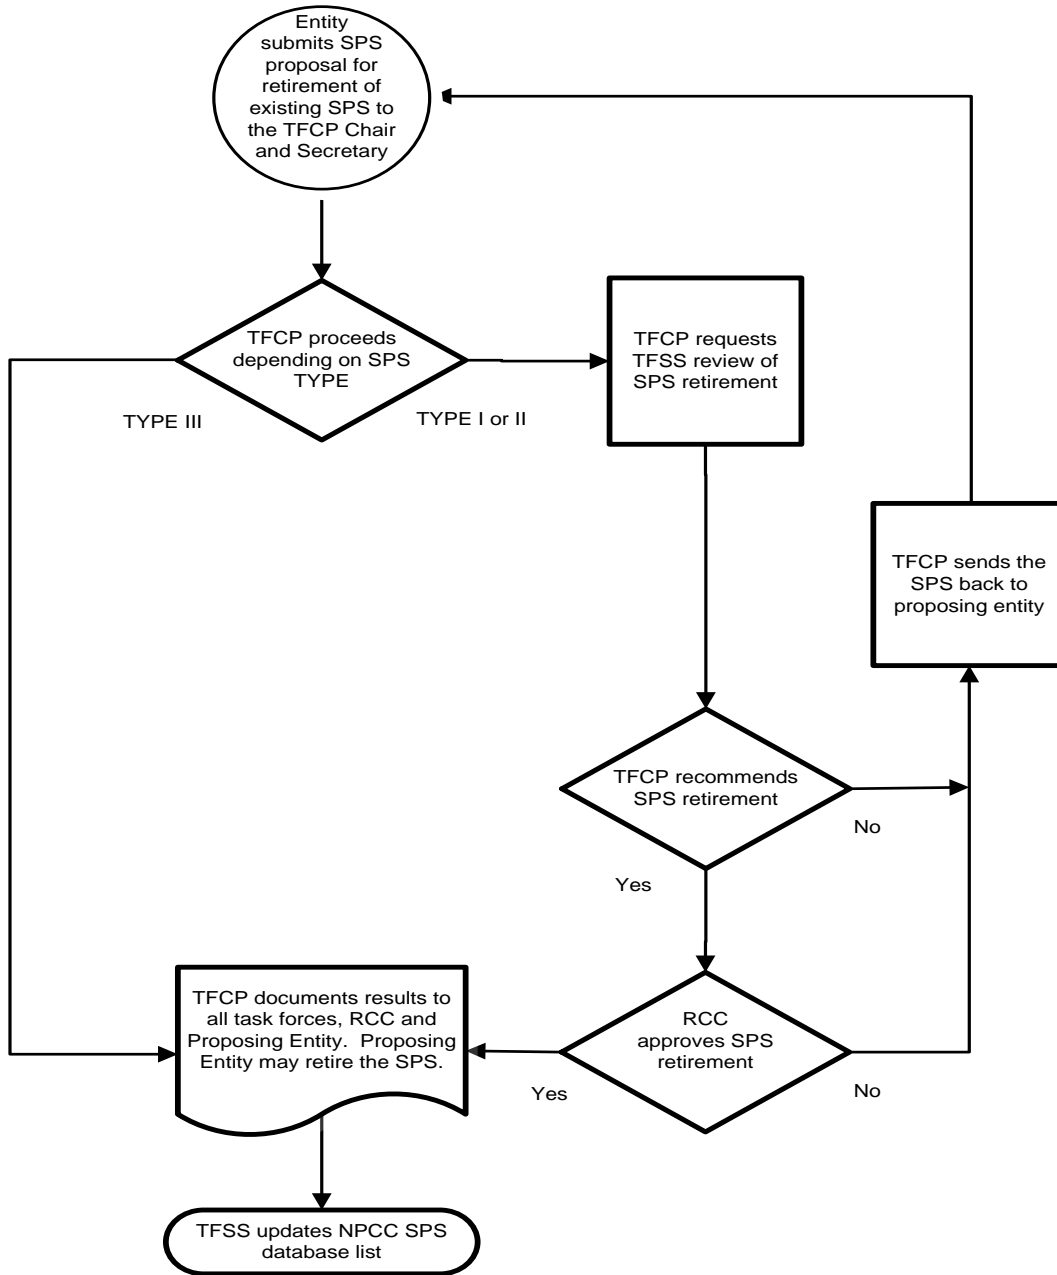 Entity
submits SPS
proposal for
retirement of
existing SPS to
the TFCP Chair
and Secretary
TFCP proceeds
depending on SPS
TYPE
TYPE III
TYPE I or II
TFCP requests
TFSS review of
SPS retirement
TFCP sends the
SPS back to
proposing entity
TFCP recommends
SPS retirement
No
Yes
RCC
approves SPS
retirement
No
Yes
TFCP documents results to
all task forces, RCC and
Proposing Entity.  Proposing
Entity may retire the SPS.
TFSS updates NPCC SPS
database list